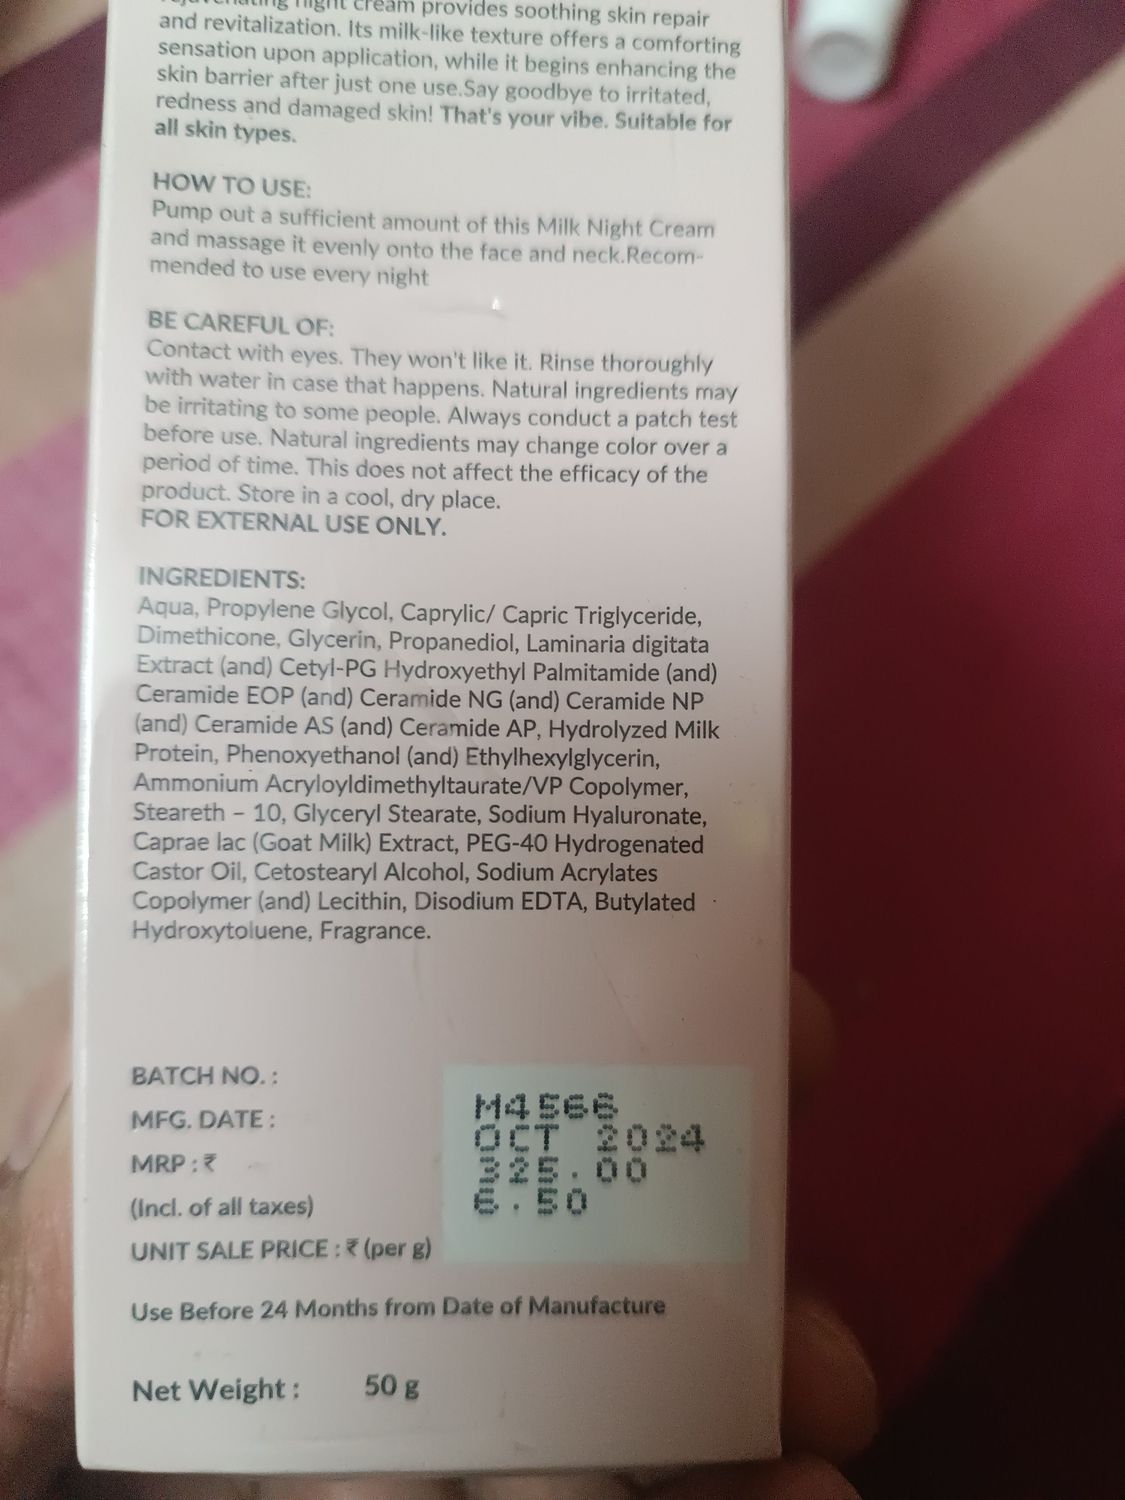 rejuvenating night cream provides soothing skin repair
and revitalization. Its milk-like texture offers a comforting
sensation upon application, while it begins enhancing the
skin barrier after just one use.Say goodbye to irritated,
redness and damaged skin! That's your vibe. Suitable for
all skin types.
HOW TO USE:
Pump out a sufficient amount of this Milk Night Cream
and massage it evenly onto the face and neck.Recom-
mended to use every night
BE CAREFUL OF:
Contact with eyes. They won't like it. Rinse thoroughly
with water in case that happens. Natural ingredients may
be irritating to some people. Always conduct a patch test
before use. Natural ingredients may change color over a
period of time. This does not affect the efficacy of the
product. Store in a cool, dry place.
FOR EXTERNAL USE ONLY.
INGREDIENTS:
Aqua, Propylene Glycol, Caprylic/ Capric Triglyceride,
Dimethicone, Glycerin, Propanediol, Laminaria digitata
Extract (and) Cetyl-PG Hydroxyethyl Palmitamide (and)
Ceramide EOP (and) Ceramide NG (and) Ceramide NP
(and) Ceramide AS (and) Ceramide AP, Hydrolyzed Milk
Protein, Phenoxyethanol (and) Ethylhexylglycerin,
Ammonium Acryloyldimethyltaurate/VP Copolymer,
Steareth – 10, Glyceryl Stearate, Sodium Hyaluronate,
Caprae lac (Goat Milk) Extract, PEG-40 Hydrogenated
Castor Oil, Cetostearyl Alcohol, Sodium Acrylates
Copolymer (and) Lecithin, Disodium EDTA, Butylated
Hydroxytoluene, Fragrance.
BATCH NO. : M4566
MFG. DATE : OCT 2024
MRP : ₹ 325.00
(Incl. of all taxes) 6.50
UNIT SALE PRICE : ₹ (per g)
Use Before 24 Months from Date of Manufacture
Net Weight : 50 g